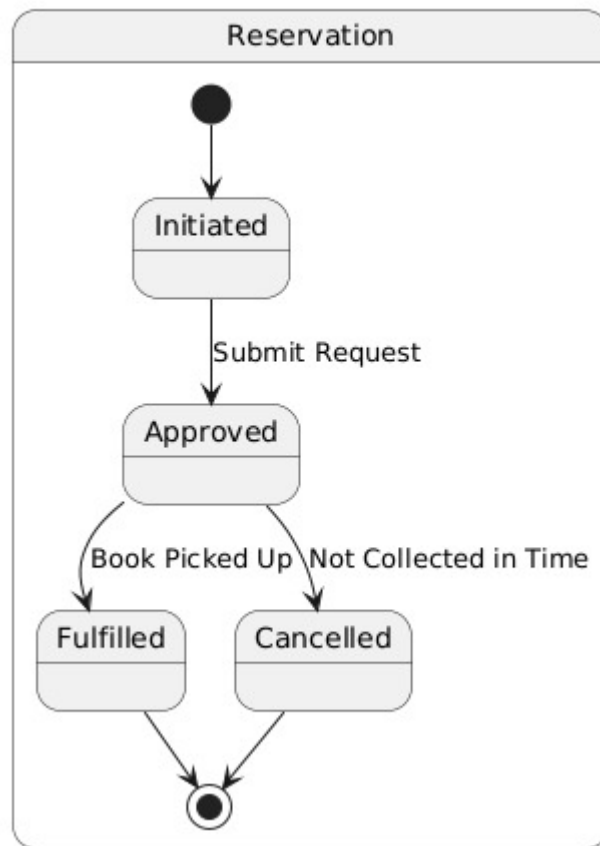 Reservation
Initiated
Submit Request
Approved
Book Picked Up
Not Collected in Time
Fulfilled
Cancelled